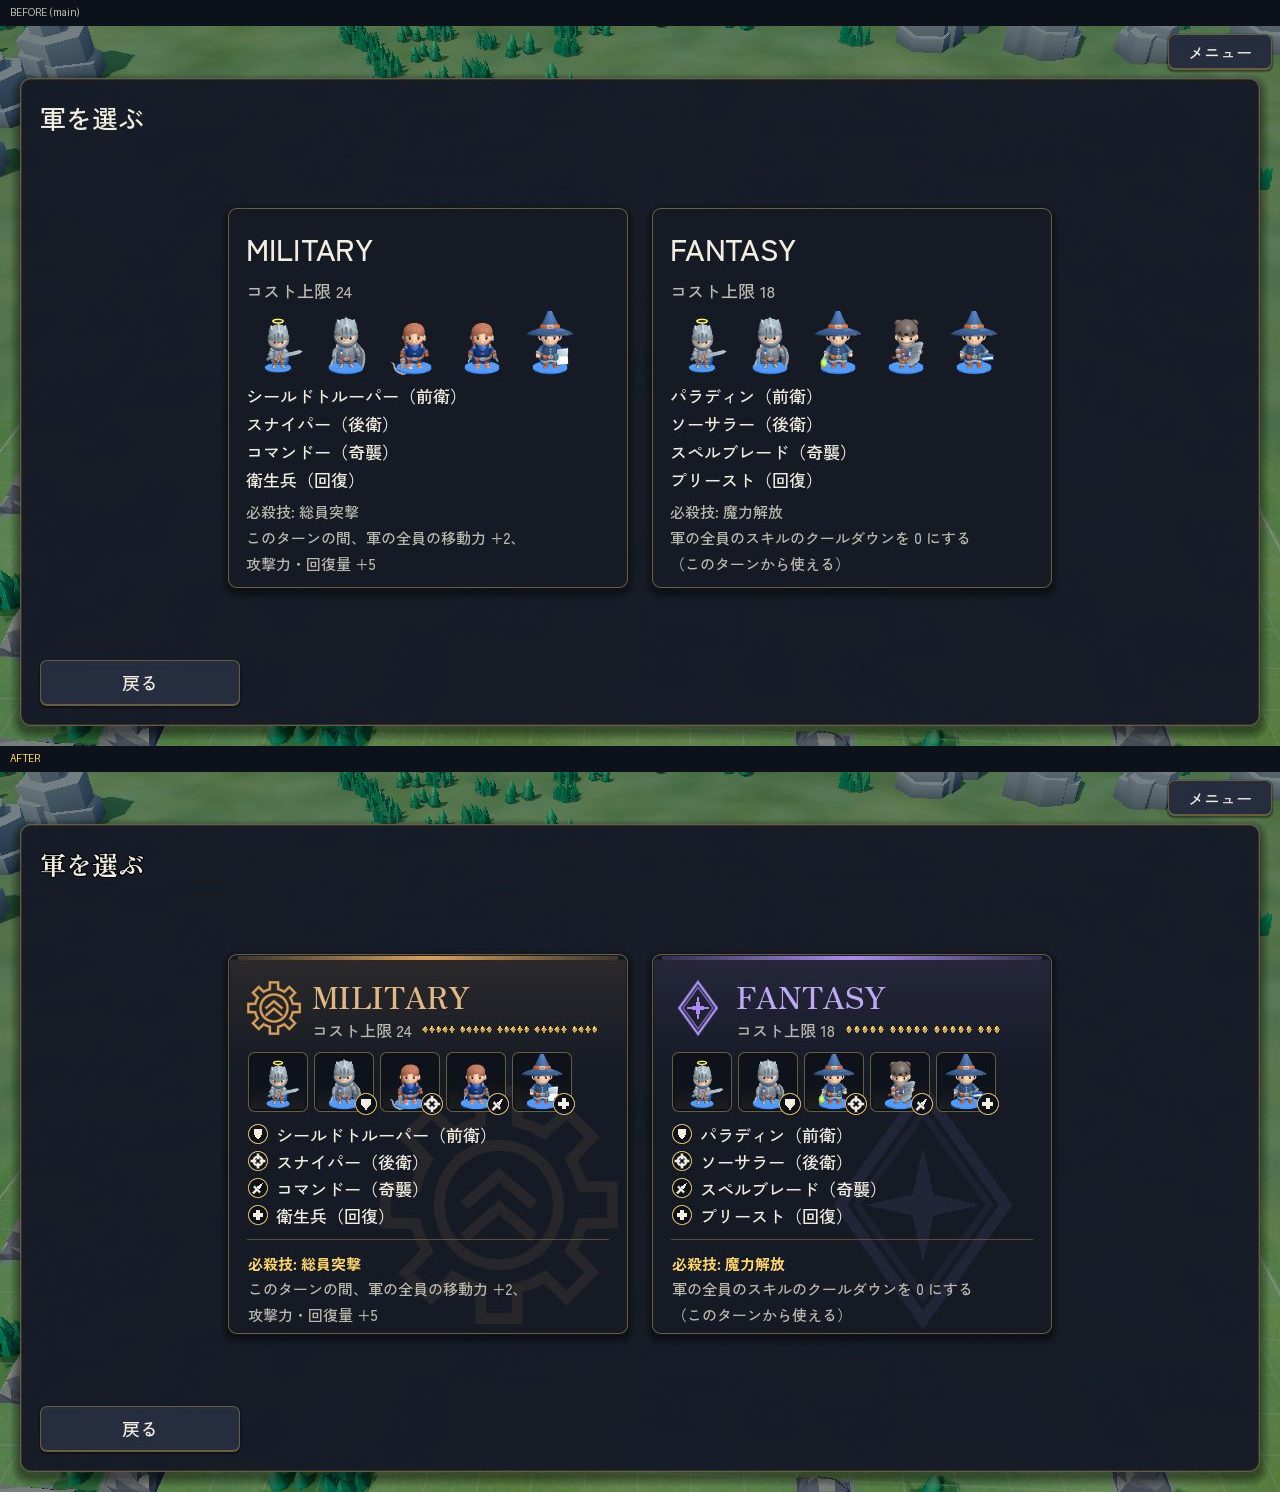 BEFORE (main)
メニュー
軍を選ぶ
MILITARY
コスト上限 24
シールドトルーパー（前衛）
スナイパー（後衛）
コマンドー（奇襲）
衛生兵（回復）
必殺技: 総員突撃
このターンの間、軍の全員の移動力 +2、
攻撃力・回復量 +5
FANTASY
コスト上限 18
パラディン（前衛）
ソーサラー（後衛）
スペルブレード（奇襲）
プリースト（回復）
必殺技: 魔力解放
軍の全員のスキルのクールダウンを 0 にする
（このターンから使える）
戻る
AFTER
メニュー
軍を選ぶ
MILITARY
コスト上限 24
シールドトルーパー（前衛）
スナイパー（後衛）
コマンドー（奇襲）
衛生兵（回復）
必殺技: 総員突撃
このターンの間、軍の全員の移動力 +2、
攻撃力・回復量 +5
FANTASY
コスト上限 18
パラディン（前衛）
ソーサラー（後衛）
スペルブレード（奇襲）
プリースト（回復）
必殺技: 魔力解放
軍の全員のスキルのクールダウンを 0 にする
（このターンから使える）
戻る